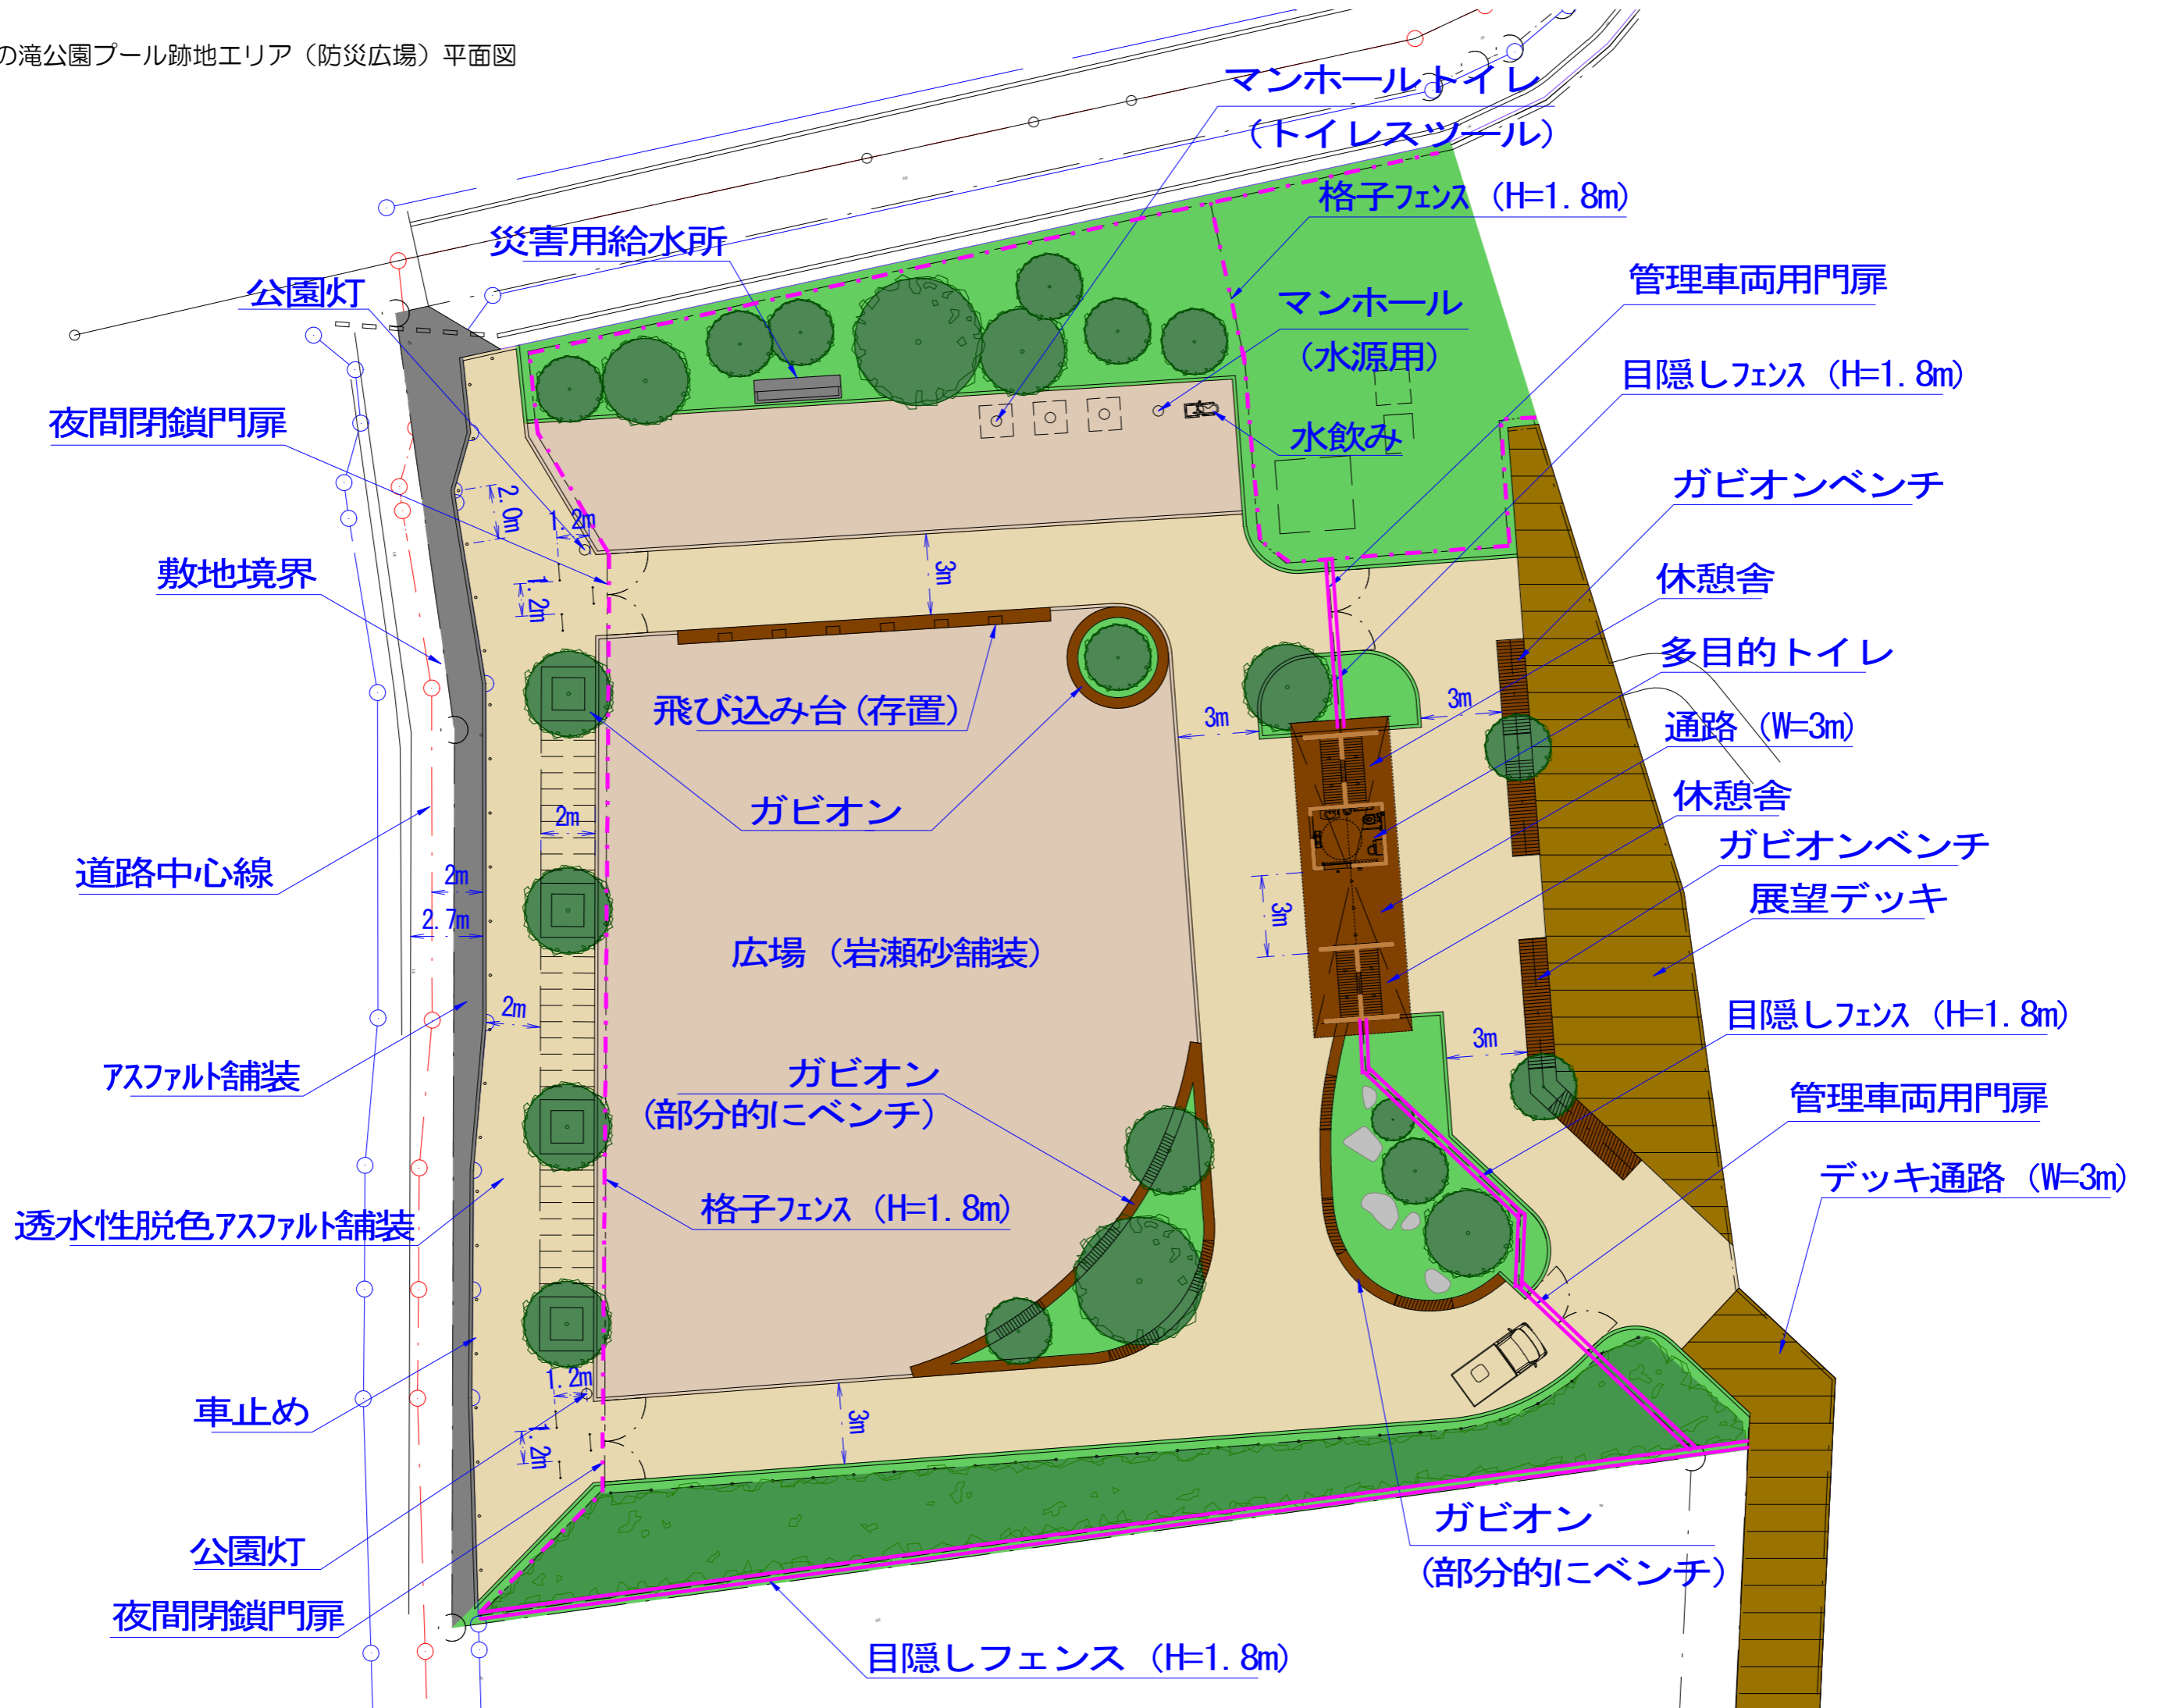 の滝公園プール跡地エリア（防災広場）平面図
マンホールトイレ
（トイレスツール）
格子フェンス（H=1.8m）
災害用給水所
公園灯
管理車両用門扉
マンホール
（水源用）
目隠しフェンス（H=1.8m）
夜間閉鎖門扉
水飲み
ガビオンベンチ
2.0m
1.2m
3m
敷地境界
1.2m
休憩舎
多目的トイレ
飛び込み台(存置)
3m
3m
通路（W=3m）
ガビオン
休憩舎
2m
ガビオンベンチ
道路中心線
2m
展望デッキ
2.7m
3m
広場（岩瀬砂舗装）
2m
目隠しフェンス（H=1.8m）
3m
アスファルト舗装
ガビオン
(部分的にベンチ)
管理車両用門扉
デッキ通路（W=3m）
格子フェンス（H=1.8m）
透水性脱色アスファルト舗装
1.2m
車止め
3m
1.2m
ガビオン
(部分的にベンチ)
公園灯
夜間閉鎖門扉
目隠しフェンス（H=1.8m）